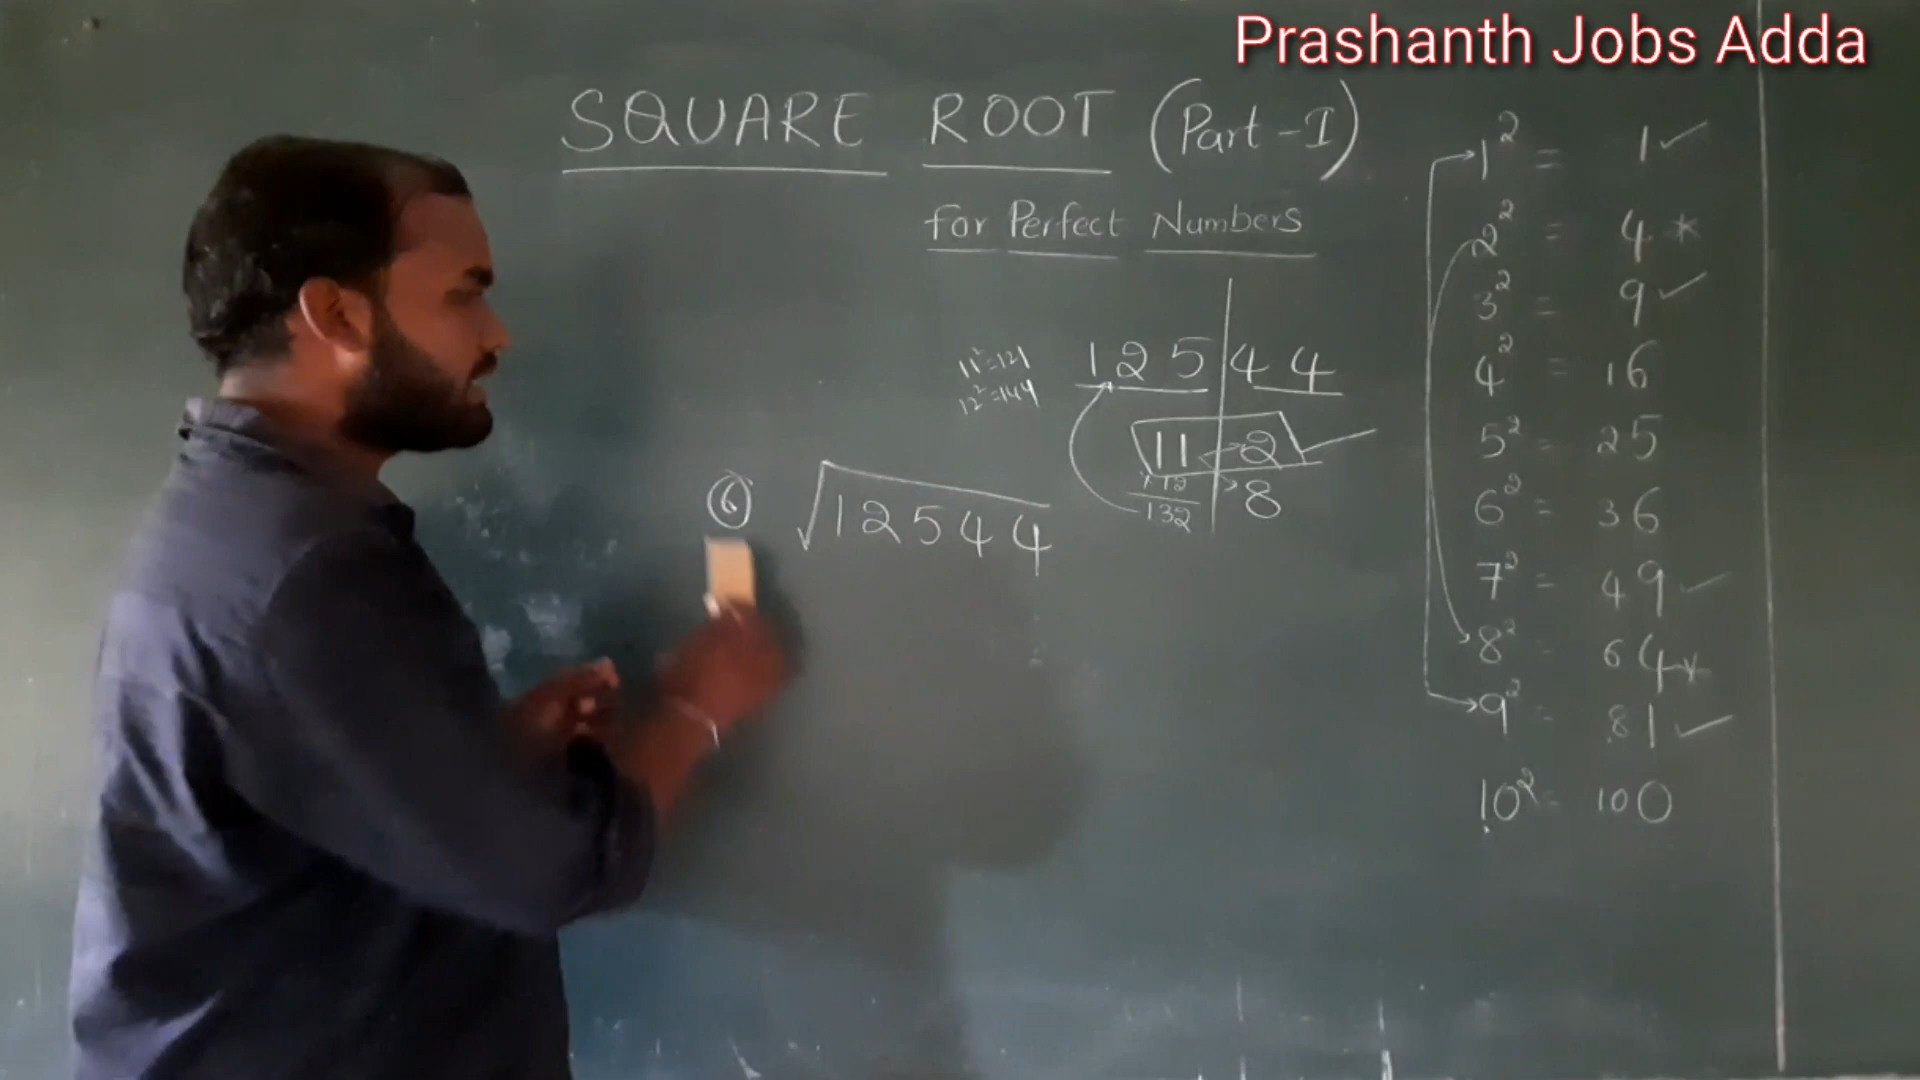 Prashanth Jobs Adda
SQUARE ROOT (Part-I)
for Perfect Numbers
11²=121
12²=144
125|44
11 2
×12 8
132
⑥ √12544
1² = 1 ✓
2² = 4 *
3² = 9 ✓
4² = 16
5² = 25
6² = 36
7² = 49 ✓
8² = 64 *
9² = 81 ✓
10² = 100